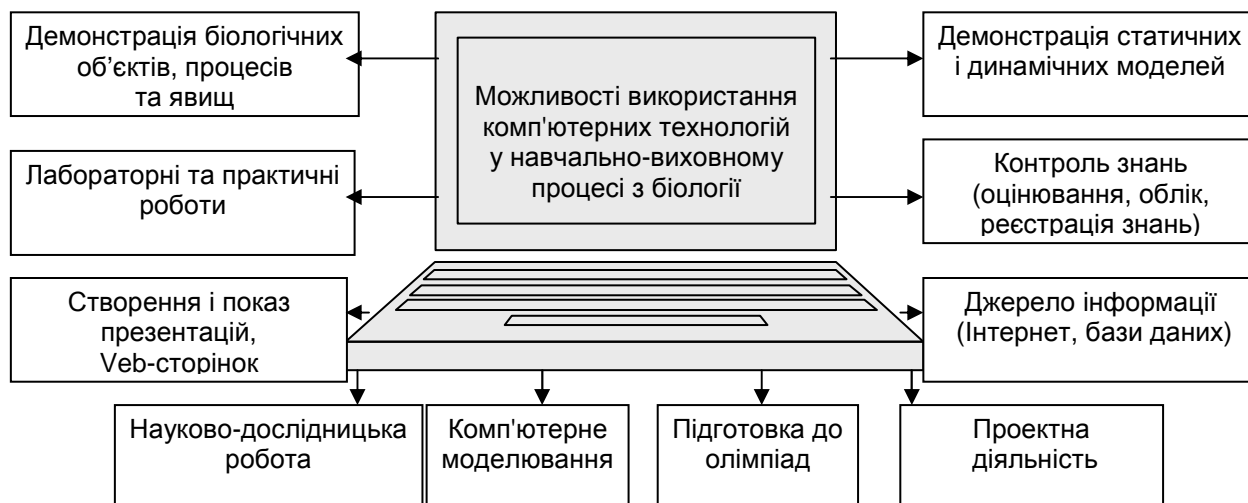 Демонстрація біологічних
об’єктів, процесів
та явищ
Можливості використання
комп'ютерних технологій
у навчально-виховному
процесі з біології
Демонстрація статичних
і динамічних моделей
Лабораторні та практичні
роботи
Контроль знань
(оцінювання, облік,
реєстрація знань)
Створення і показ
презентацій,
Veb-сторінок
Джерело інформації
(Інтернет, бази даних)
Науково-дослідницька
робота
Комп'ютерне
моделювання
Підготовка до
олімпіад
Проектна
діяльність